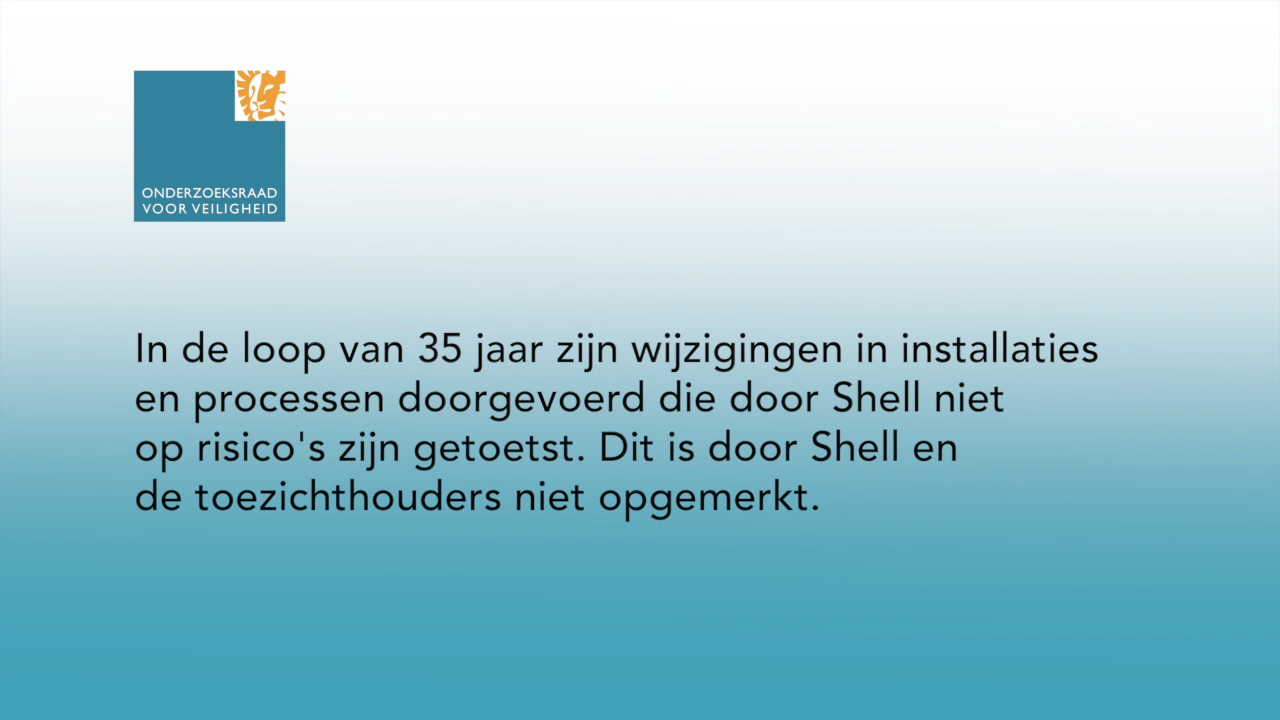 ONDERZOEKSRAAD
VOOR VEILIGHEID
In de loop van 35 jaar zijn wijzigingen in installaties
en processen doorgevoerd die door Shell niet
op risico's zijn getoetst. Dit is door Shell en
de toezichthouders niet opgemerkt.